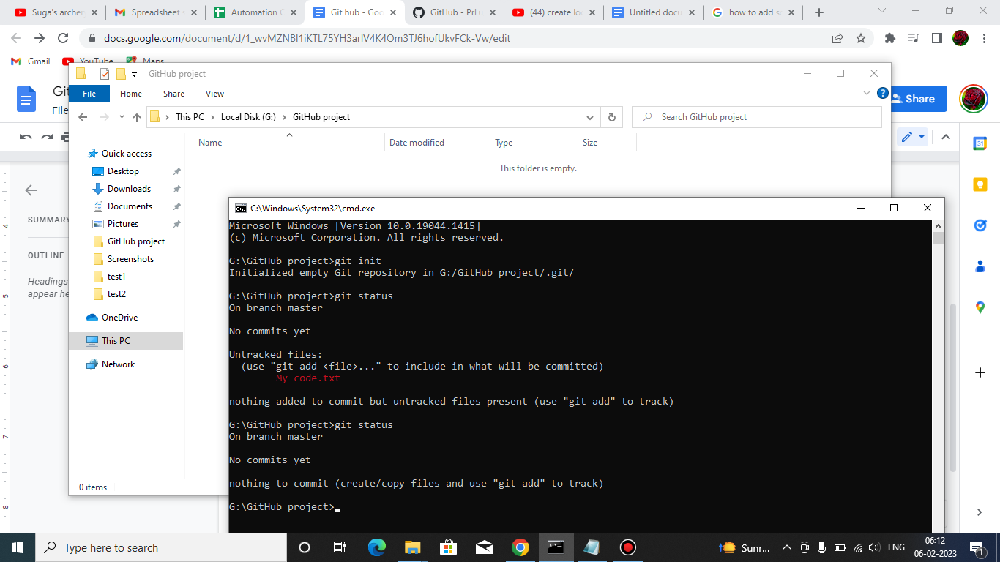 Suga's archer
Spreadsheet s
Automation C
Git hub - Goo
GitHub - PrLu
(44) create lo
Untitled docu
how to add s
docs.google.com/document/d/1_wvMZNBl1iKTL75YH3arlV4K4Om3TJ6hofUkvFCk-Vw/edit
Gmail
YouTube
Maps
GitHub project
Git
File
Share
File
Home
Share
View
This PC
Local Disk (G:)
GitHub project
Search GitHub project
Name
Date modified
Type
Size
This folder is empty.
Quick access
Desktop
Downloads
Documents
Pictures
GitHub project
Screenshots
test1
test2
OneDrive
This PC
Network
0 items
SUMMARY
OUTLINE
Headings
appear he
4
5
6
7
8
31
C:\Windows\System32\cmd.exe
Microsoft Windows [Version 10.0.19044.1415]
(c) Microsoft Corporation. All rights reserved.
G:\GitHub project>git init
Initialized empty Git repository in G:/GitHub project/.git/
G:\GitHub project>git status
On branch master
No commits yet
Untracked files:
(use "git add <file>..." to include in what will be committed)
My code.txt
nothing added to commit but untracked files present (use "git add" to track)
G:\GitHub project>git status
On branch master
No commits yet
nothing to commit (create/copy files and use "git add" to track)
G:\GitHub project>
Type here to search
Sunr...
ENG
06:12
06-02-2023
1